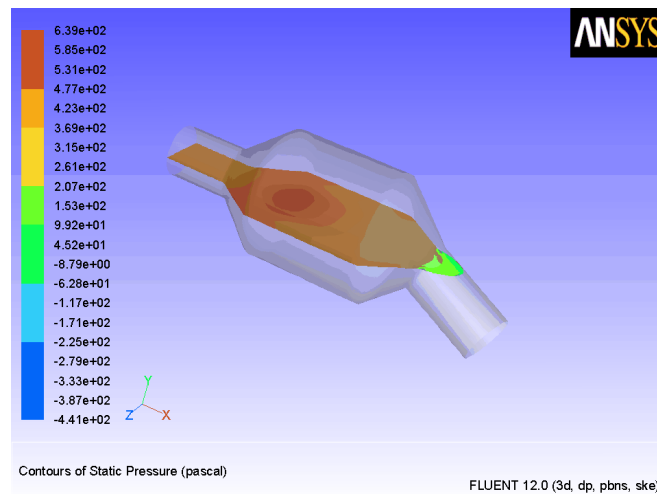 ANSYS
6.39e+02
5.85e+02
5.31e+02
4.77e+02
4.23e+02
3.69e+02
3.15e+02
2.61e+02
2.07e+02
1.53e+02
9.92e+01
4.52e+01
-8.79e+00
-6.28e+01
-1.17e+02
-1.71e+02
-2.25e+02
-2.79e+02
-3.33e+02
-3.87e+02
-4.41e+02
Y
Z
X
Contours of Static Pressure (pascal)
FLUENT 12.0 (3d, dp, pbns, ske)